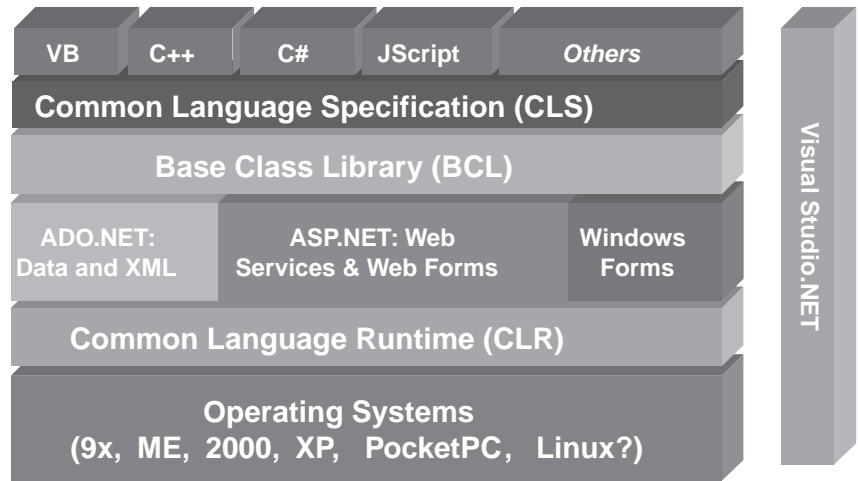 VB
C++
C#
JScript
Others
Common Language Specification (CLS)
Base Class Library (BCL)
ADO.NET:
Data and XML
ASP.NET: Web
Services & Web Forms
Windows
Forms
Common Language Runtime (CLR)
Operating Systems
(9x, ME, 2000, XP, PocketPC, Linux?)
Visual Studio.NET